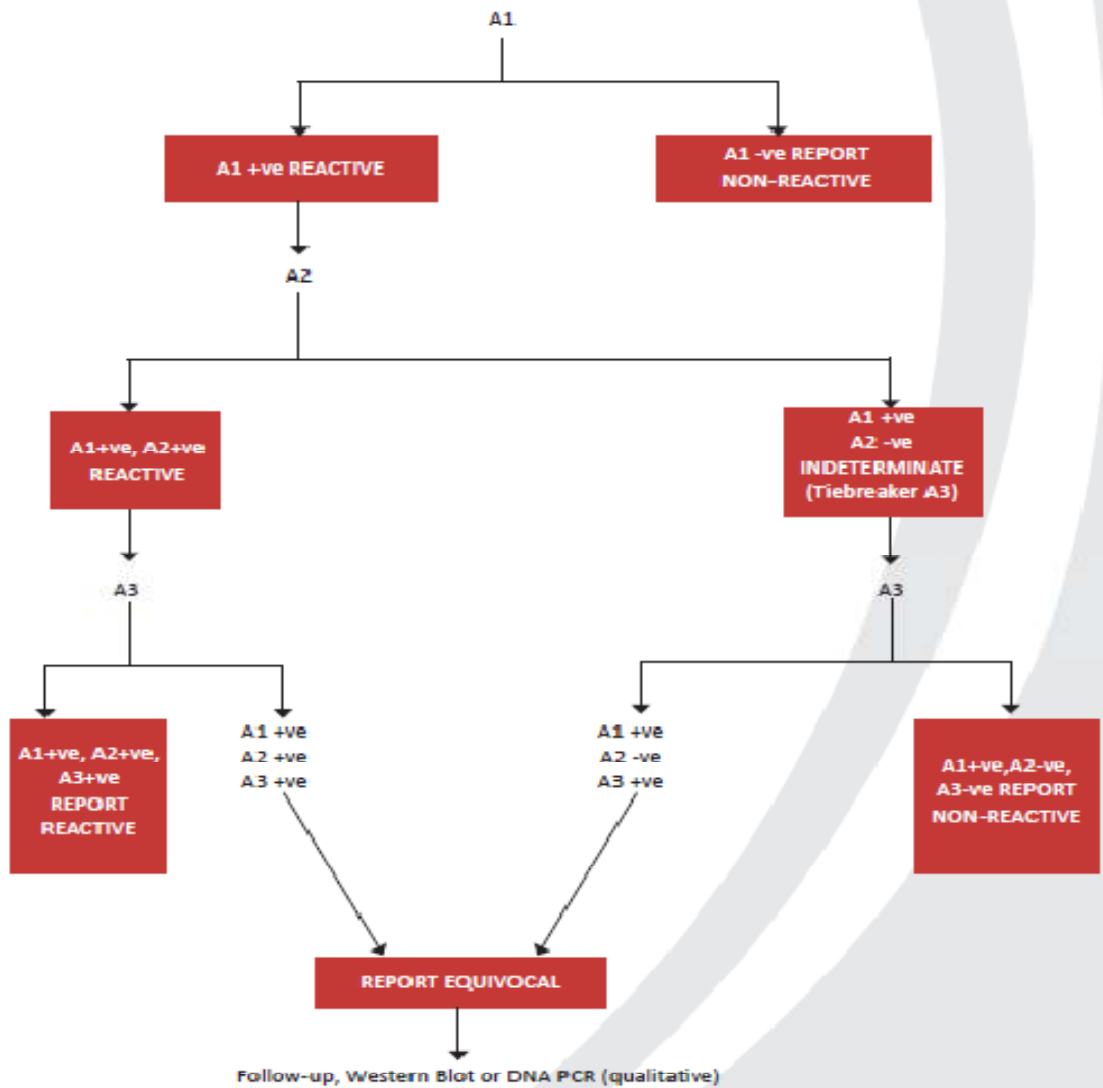 A1
A1 +ve REACTIVE
A1 -ve REPORT
NON-REACTIVE
A2
A1+ve, A2+ve
REACTIVE
A1 +ve
A2 -ve
INDETERMINATE
(Tiebreaker A3)
A3
A3
A1+ve, A2+ve,
A3+ve
REPORT
REACTIVE
A1 +ve
A2 +ve
A3 +ve
A1 +ve
A2 -ve
A3 +ve
A1+ve,A2-ve,
A3-ve REPORT
NON-REACTIVE
REPORT EQUIVOCAL
Follow-up, Western Blot or DNA PCR (qualitative)